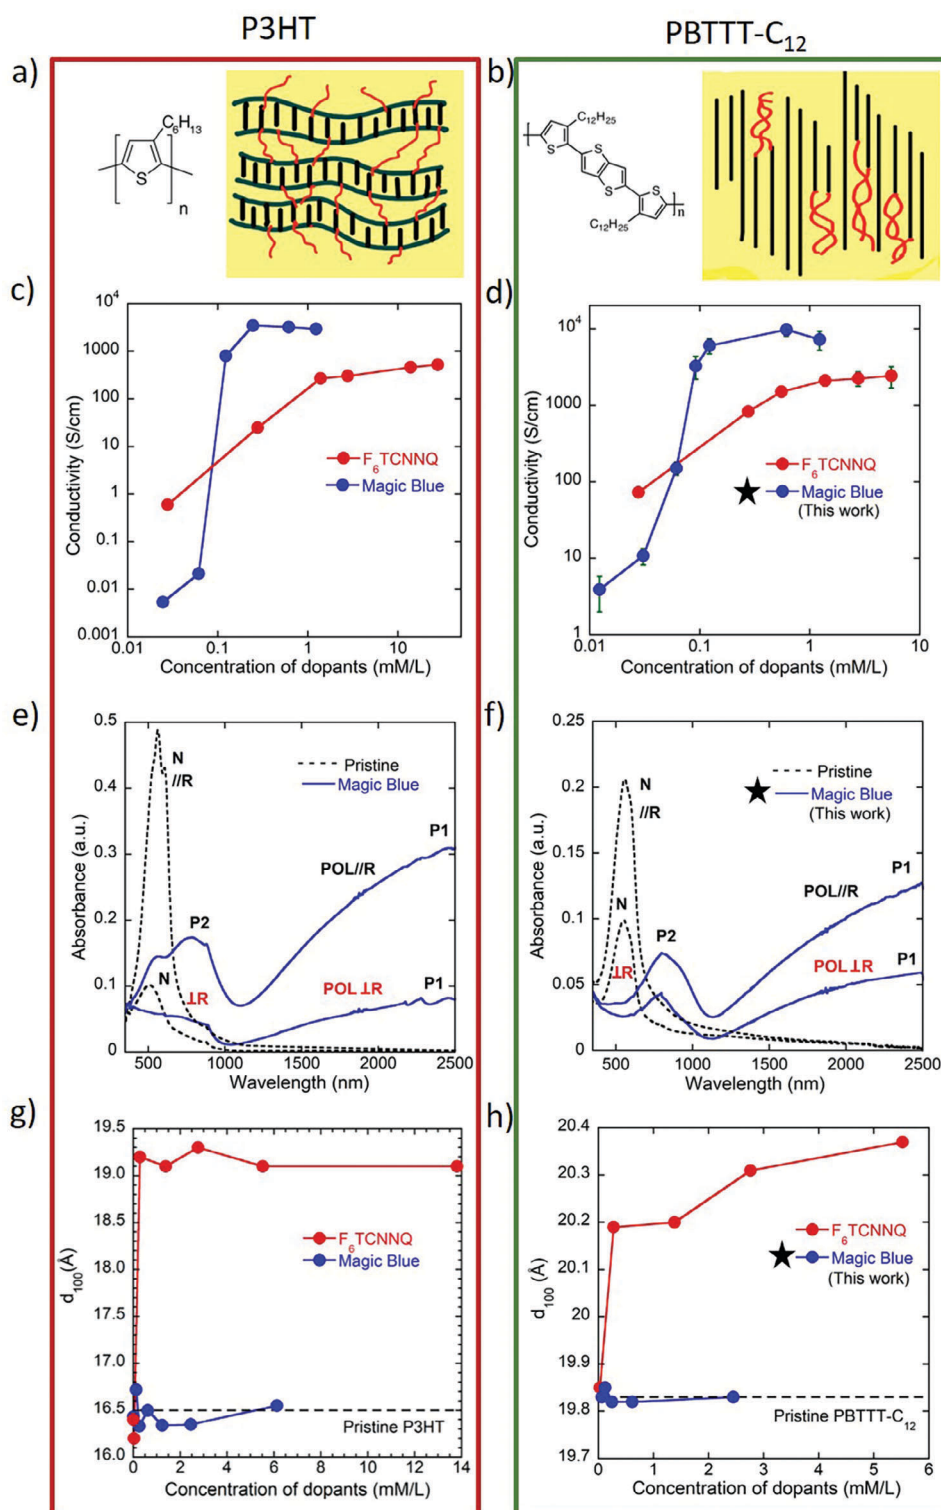 P3HT
PBTTT-C12
a)
C6H13
S
n
b)
C12H25
S
S
S
S
C12H25
n
c)
10^4
1000
100
10
1
0.1
0.01
0.001
Conductivity (S/cm)
F6TCNNQ
Magic Blue
0.01
0.1
1
10
Concentration of dopants (mM/L)
d)
10^4
1000
100
10
1
Conductivity (S/cm)
F6TCNNQ
Magic Blue
(This work)
0.01
0.1
1
10
Concentration of dopants (mM/L)
e)
0.5
0.4
0.3
0.2
0.1
0
Absorbance (a.u.)
N
//R
Pristine
Magic Blue
P1
POL//R
P2
N
⊥R
POL⊥R
P1
500
1000
1500
2000
2500
Wavelength (nm)
f)
0.25
0.2
0.15
0.1
0.05
0
Absorbance (a.u.)
N
//R
Pristine
Magic Blue
(This work)
P1
POL//R
N
P2
⊥R
POL⊥R
P1
500
1000
1500
2000
2500
Wavelength (nm)
g)
19.5
19.0
18.5
18.0
17.5
17.0
16.5
16.0
d100(Å)
F6TCNNQ
Magic Blue
Pristine P3HT
0
2
4
6
8
10
12
14
Concentration of dopants (mM/L)
h)
20.4
20.3
20.2
20.1
20
19.9
19.8
19.7
d100 (Å)
F6TCNNQ
Magic Blue
(This work)
Pristine PBTTT-C12
0
1
2
3
4
5
6
Concentration of dopants (mM/L)